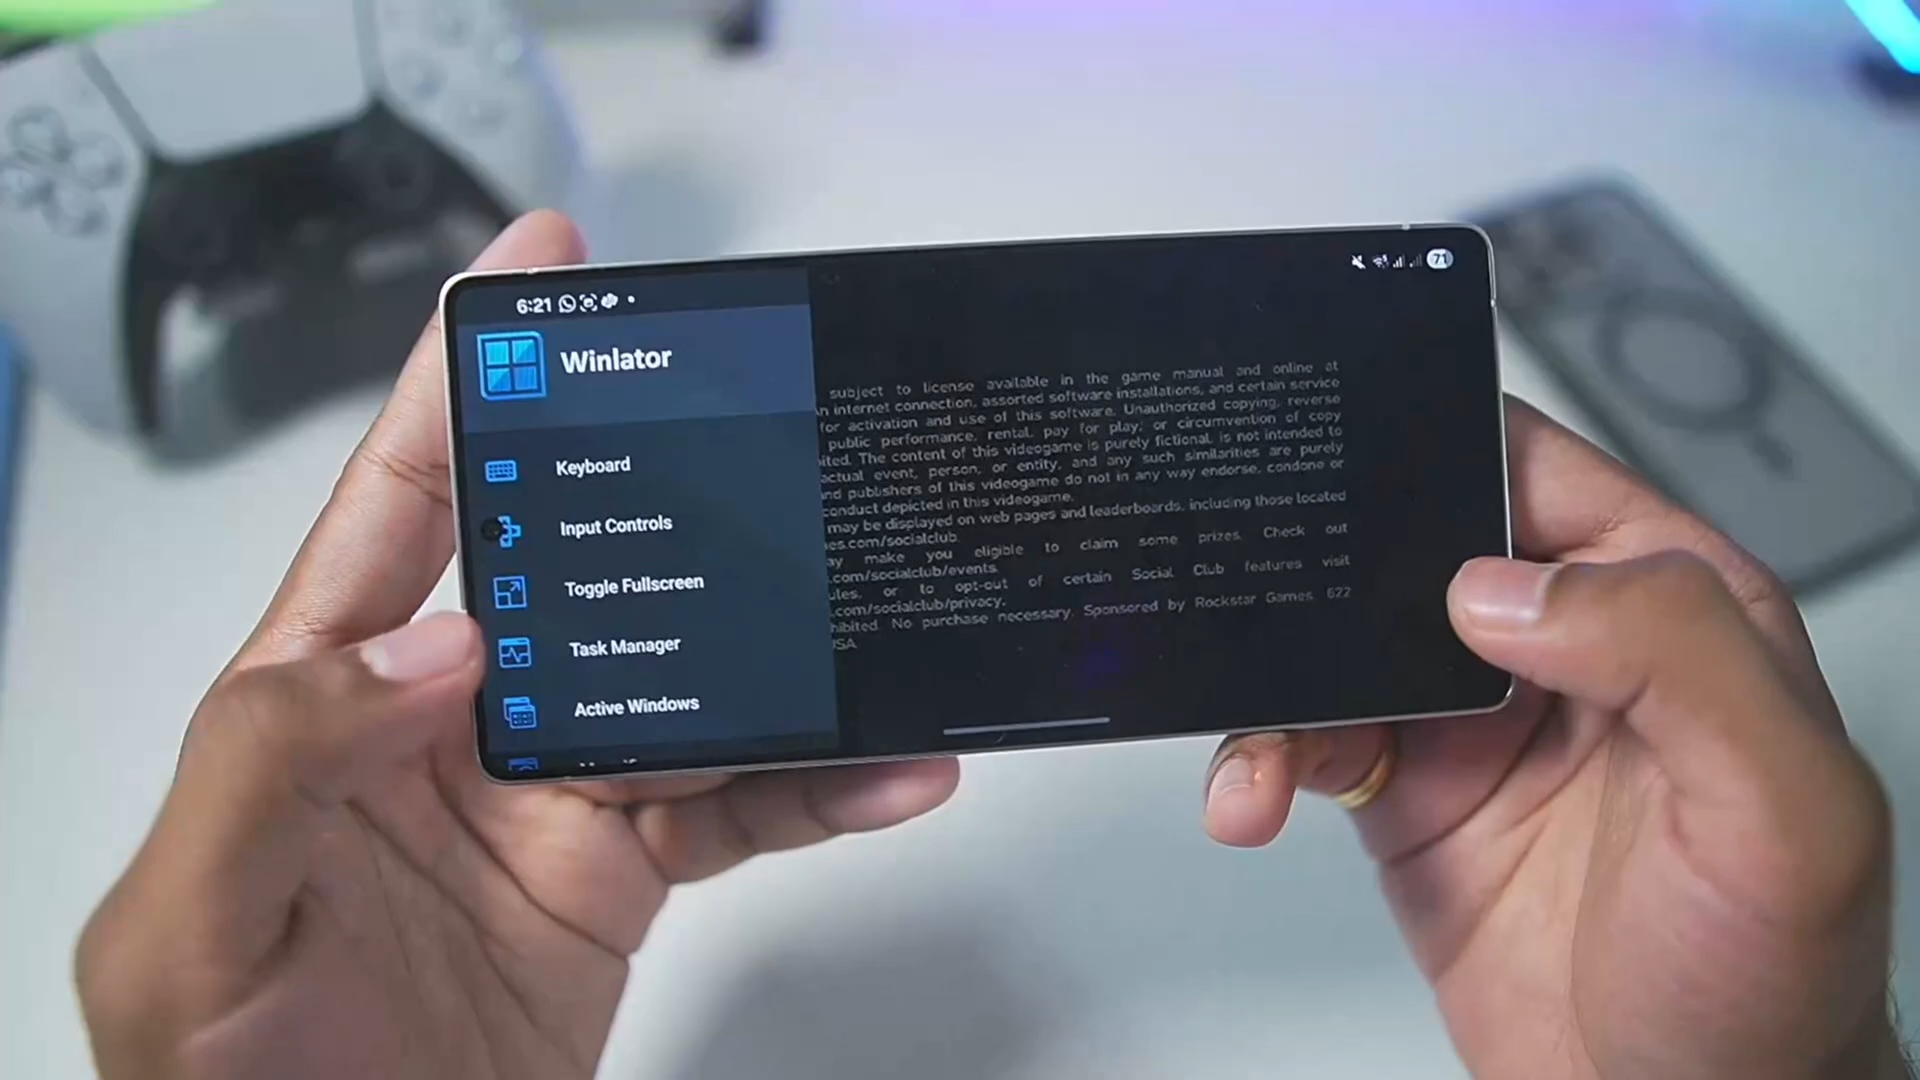 6:21
71
Winlator
Keyboard
Input Controls
Toggle Fullscreen
Task Manager
Active Windows
subject to license available in the game manual and online at
internet connection, assorted software installations, and certain service
for activation and use of this software. Unauthorized copying, reverse
public performance, rental, pay for play, or circumvention of copy
ited. The content of this videogame is purely fictional, is not intended to
actual event, person, or entity, and any such similarities are purely
nd publishers of this videogame do not in any way endorse, condone or
conduct depicted in this videogame.
may be displayed on web pages and leaderboards, including those located
es.com/socialclub.
ay make you eligible to claim some prizes. Check out
.com/socialclub/events.
ules, or to opt-out of certain Social Club features visit
.com/socialclub/privacy.
hibited. No purchase necessary. Sponsored by Rockstar Games, 622
USA